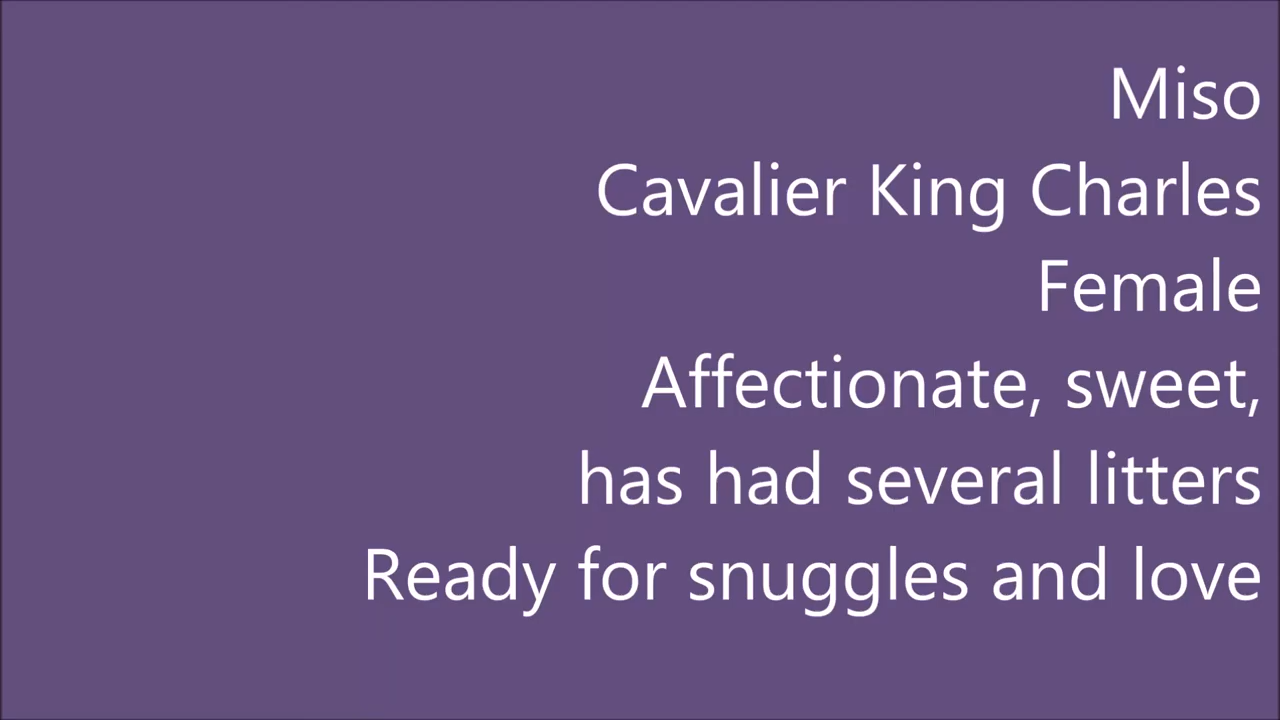 Miso
Cavalier King Charles
Female
Affectionate, sweet,
has had several litters
Ready for snuggles and love